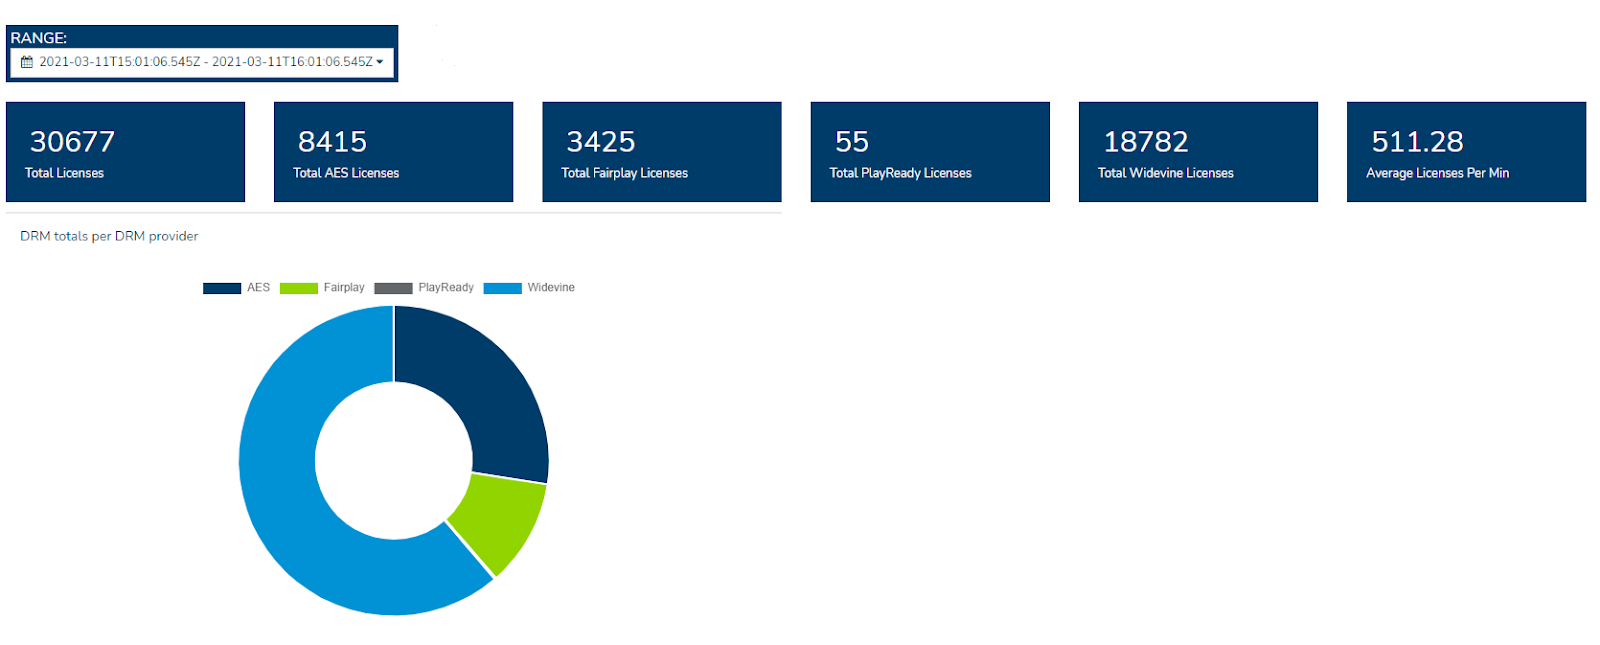 RANGE:
2021-03-11T15:01:06.545Z - 2021-03-11T16:01:06.545Z
30677
Total Licenses
8415
Total AES Licenses
3425
Total Fairplay Licenses
55
Total PlayReady Licenses
18782
Total Widevine Licenses
511.28
Average Licenses Per Min
DRM totals per DRM provider
AES Fairplay PlayReady Widevine